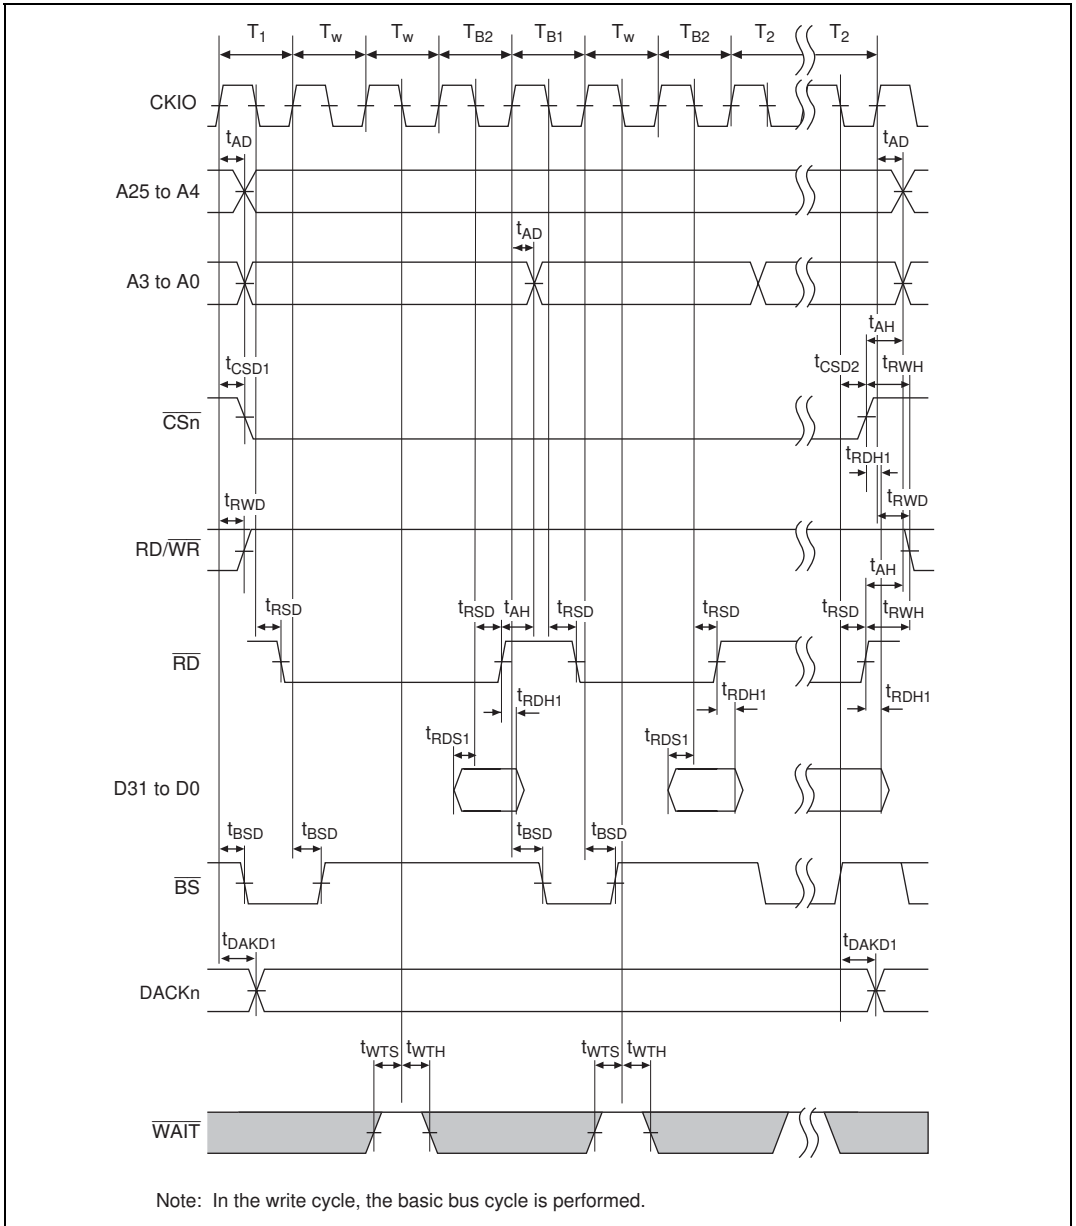 T1 Tw Tw TB2 TB1 Tw TB2 T2 T2
CKIO
tAD tAD
A25 to A4
tAD
A3 to A0
tAH
tCSD1 tCSD2 tRWH
CSn
tRDH1
tRWD tRWD
RD/WR
tAH
tRSD tRSD tAH tRSD tRSD tRSD tRWH
RD
tRDH1 tRDH1 tRDH1
tRDS1 tRDS1
D31 to D0
tBSD tBSD tBSD tBSD
BS
tDAKD1 tDAKD1
DACKn
tWTS tWTH tWTS tWTH
WAIT
Note: In the write cycle, the basic bus cycle is performed.